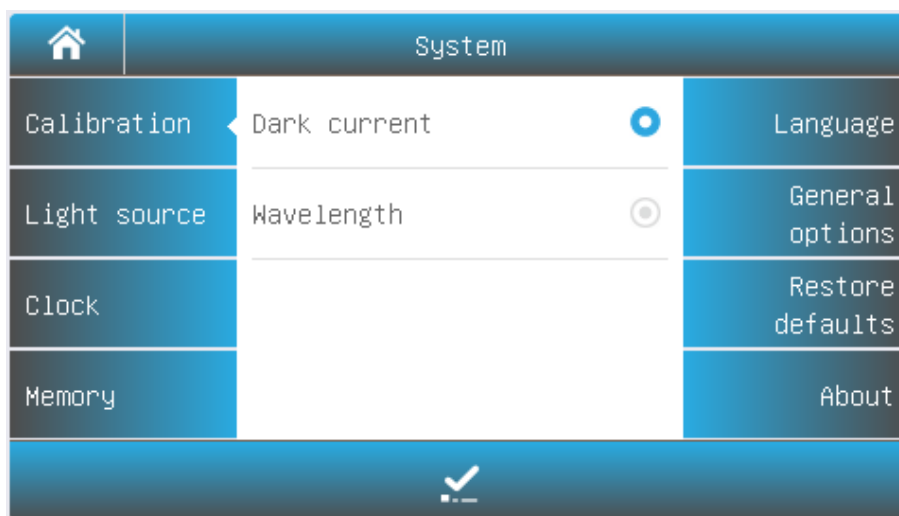 System
Calibration
Dark current
Language
Light source
Wavelength
General
options
Clock
Restore
defaults
Memory
About